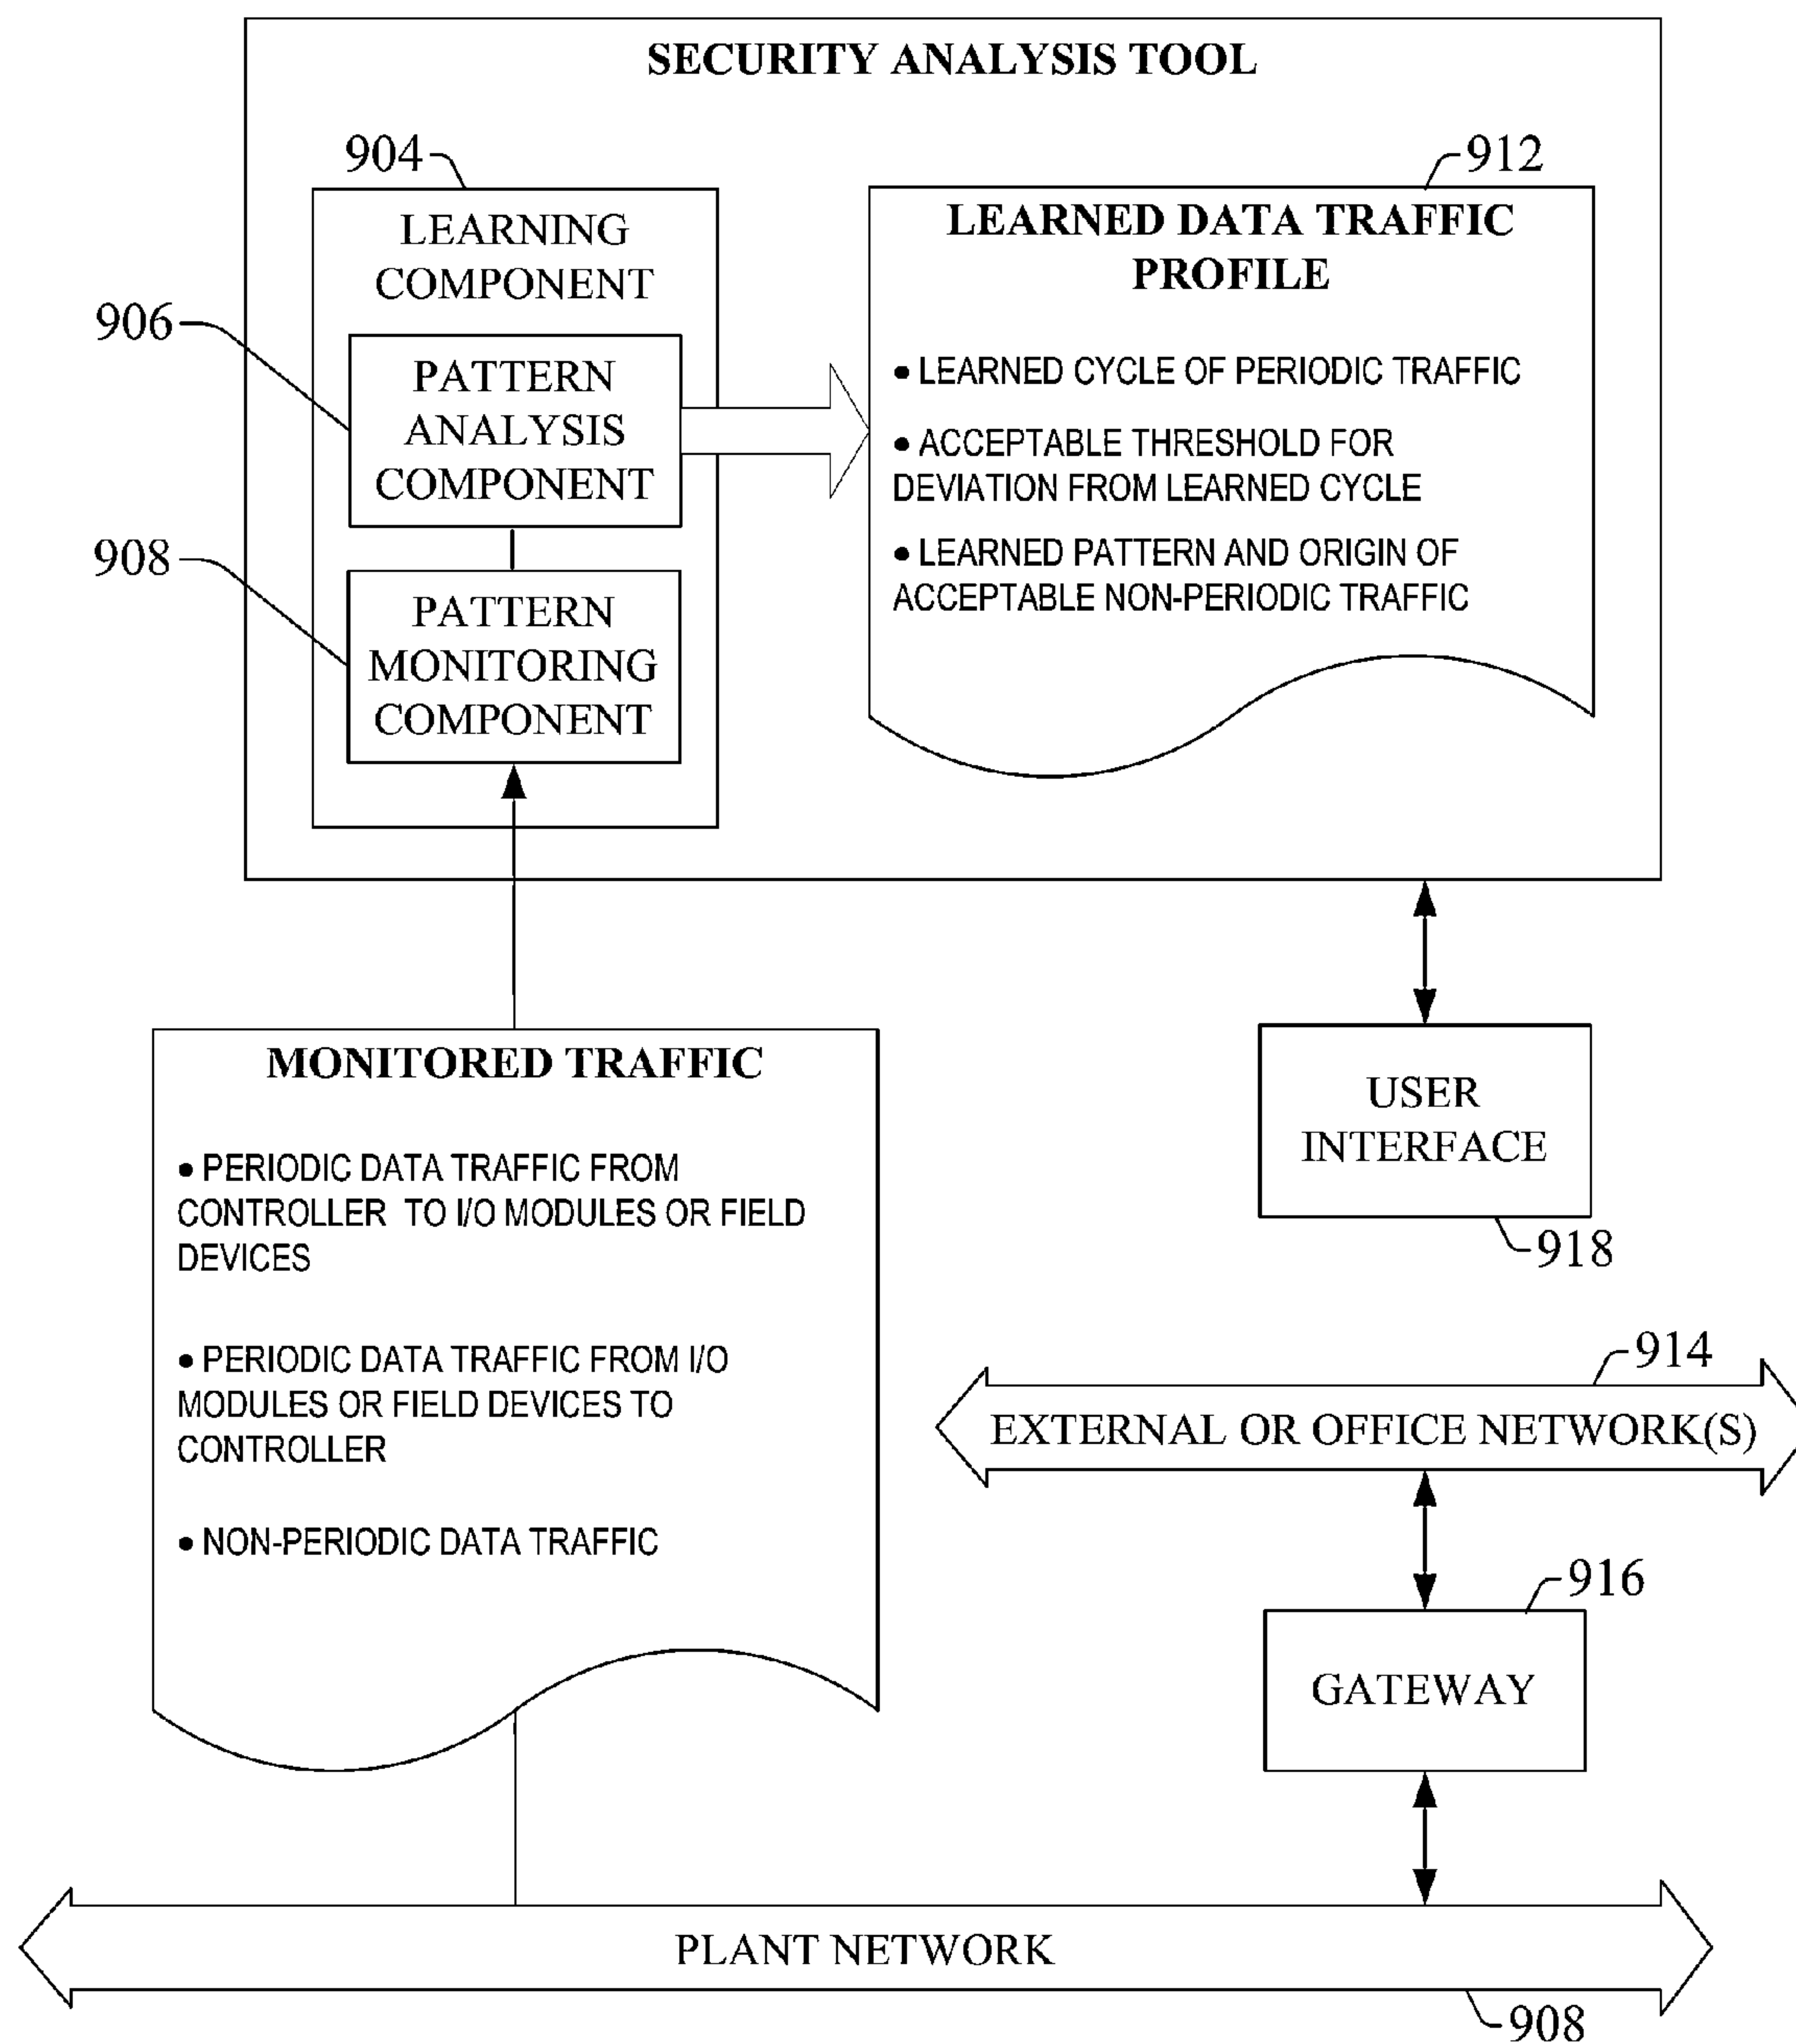 SECURITY ANALYSIS TOOL
904
LEARNING
COMPONENT
906
PATTERN
ANALYSIS
COMPONENT
908
PATTERN
MONITORING
COMPONENT
912
LEARNED DATA TRAFFIC
PROFILE
• LEARNED CYCLE OF PERIODIC TRAFFIC
• ACCEPTABLE THRESHOLD FOR
DEVIATION FROM LEARNED CYCLE
• LEARNED PATTERN AND ORIGIN OF
ACCEPTABLE NON-PERIODIC TRAFFIC
MONITORED TRAFFIC
• PERIODIC DATA TRAFFIC FROM
CONTROLLER TO I/O MODULES OR FIELD
DEVICES
• PERIODIC DATA TRAFFIC FROM I/O
MODULES OR FIELD DEVICES TO
CONTROLLER
• NON-PERIODIC DATA TRAFFIC
USER
INTERFACE
918
914
EXTERNAL OR OFFICE NETWORK(S)
916
GATEWAY
PLANT NETWORK
908